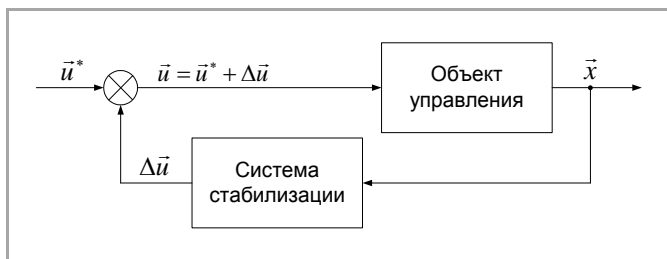 u⃗*
u⃗ = u⃗* + Δu⃗
Объект
управления
x⃗
Δu⃗
Система
стабилизации